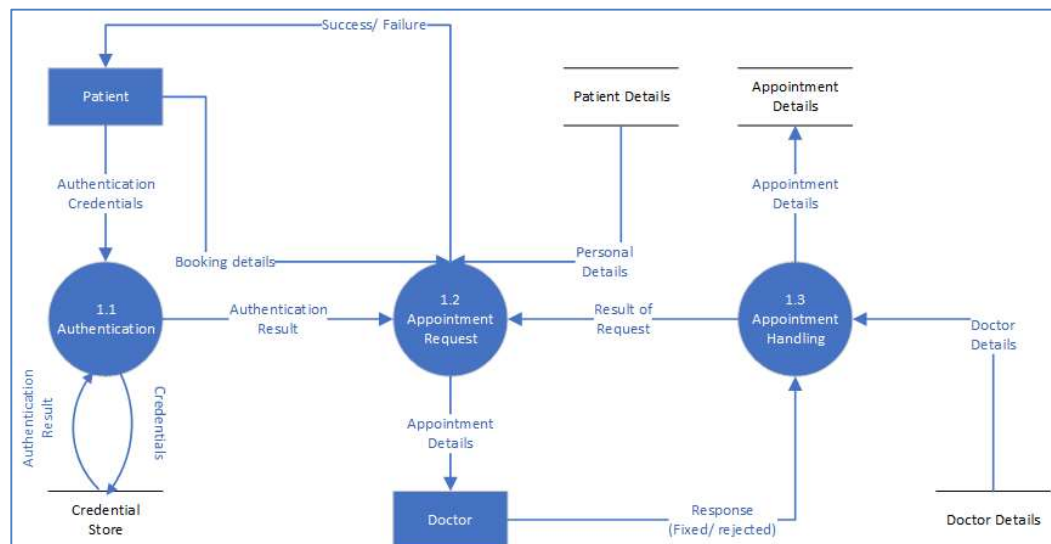 Success/ Failure
Patient
Patient Details
Appointment
Details
Authentication
Credentials
Appointment
Details
Booking details
Personal
Details
1.1
Authentication
Authentication
Result
1.2
Appointment
Request
Result of
Request
1.3
Appointment
Handling
Doctor
Details
Authentication
Result
Credentials
Appointment
Details
Credential
Store
Doctor
Response
(Fixed/ rejected)
Doctor Details